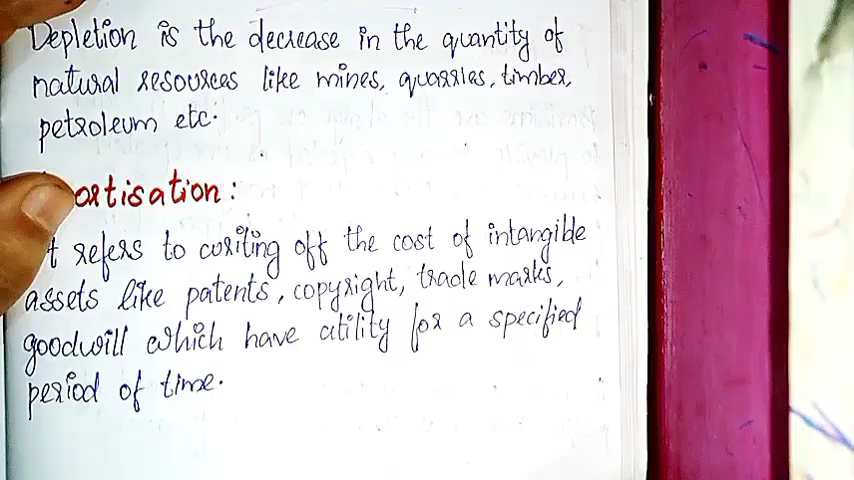 Depletion is the decrease in the quantity of
natural resources like mines, quarries, timber,
petroleum etc.
ortisation:
It refers to writing off the cost of intangible
assets like patents, copyright, trade marks,
goodwill which have utility for a specified
period of time.